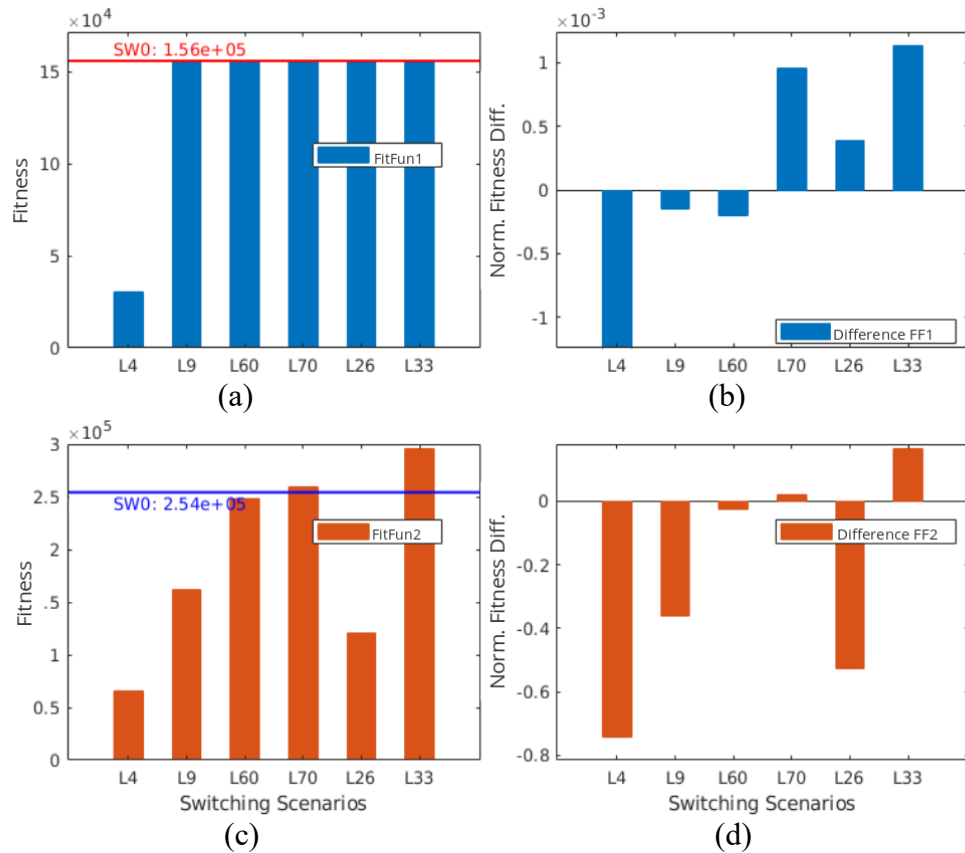 ×10⁴
SW0: 1.56e+05
15
10
5
0
Fitness
FitFun1
L4 L9 L60 L70 L26 L33
(a)
×10⁻³
1
0.5
0
-0.5
-1
Norm. Fitness Diff.
Difference FF1
L4 L9 L60 L70 L26 L33
(b)
×10⁵
3
2.5
2
.5
1
0.5
0
SW0: 2.54e+05
Fitness
FitFun2
L4 L9 L60 L70 L26 L33
Switching Scenarios
(c)
0
-0.2
-0.4
-0.6
-0.8
Norm. Fitness Diff.
Difference FF2
L4 L9 L60 L70 L26 L33
Switching Scenarios
(d)